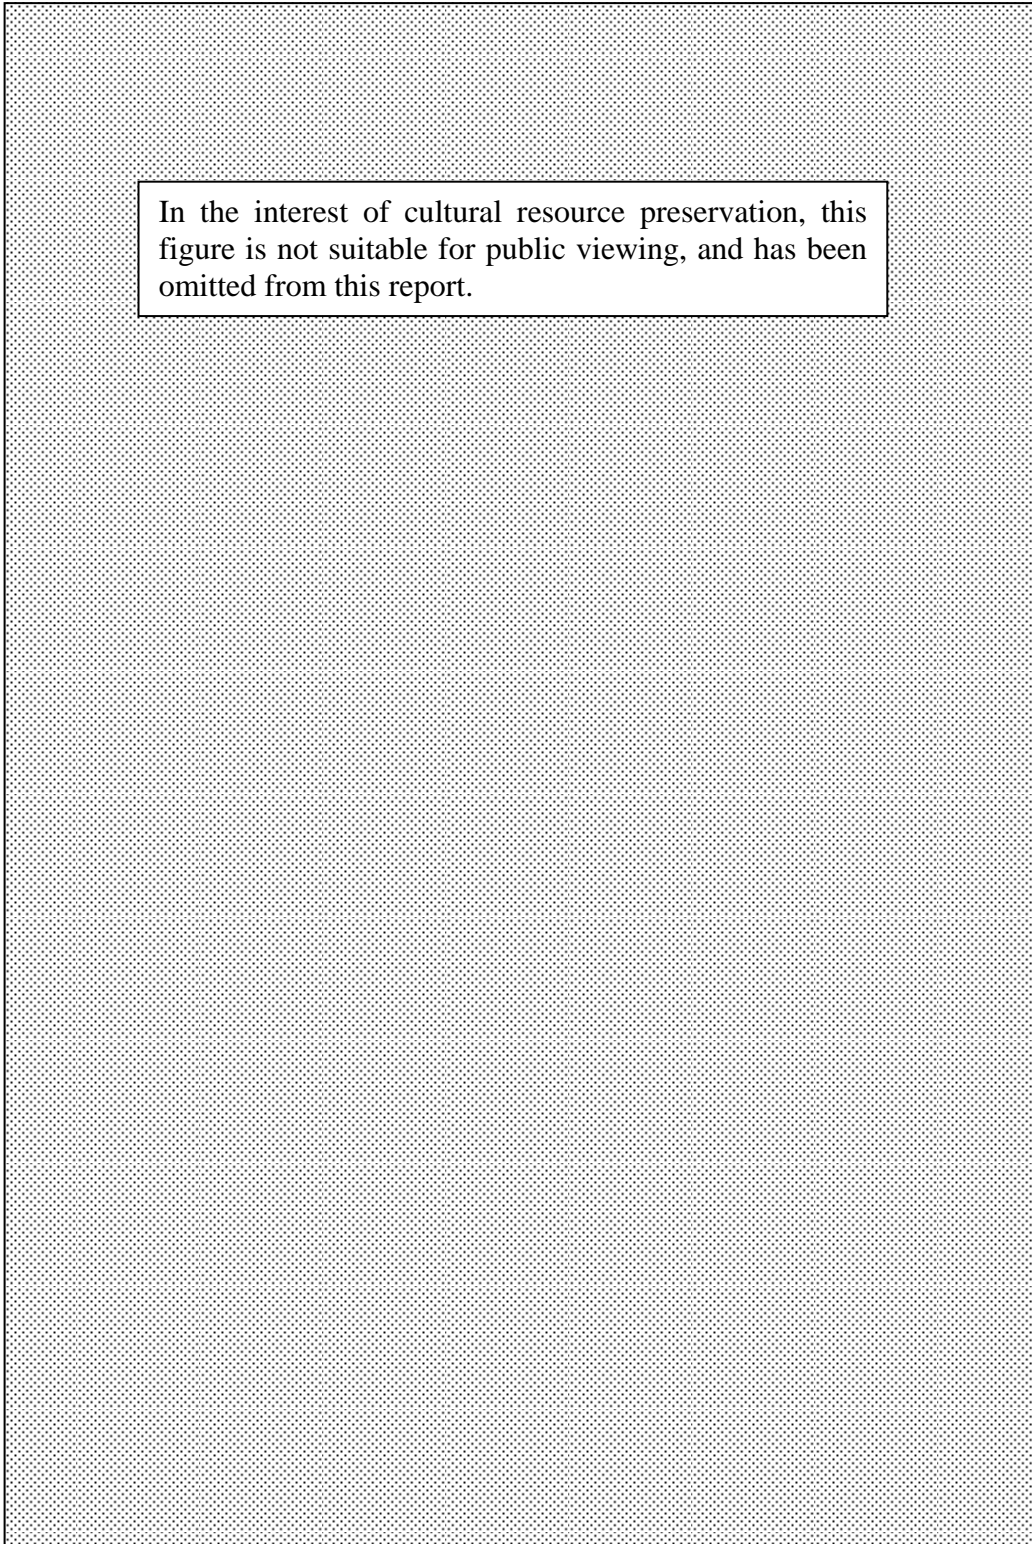 In the interest of cultural resource preservation, this
figure is not suitable for public viewing, and has been
omitted from this report.